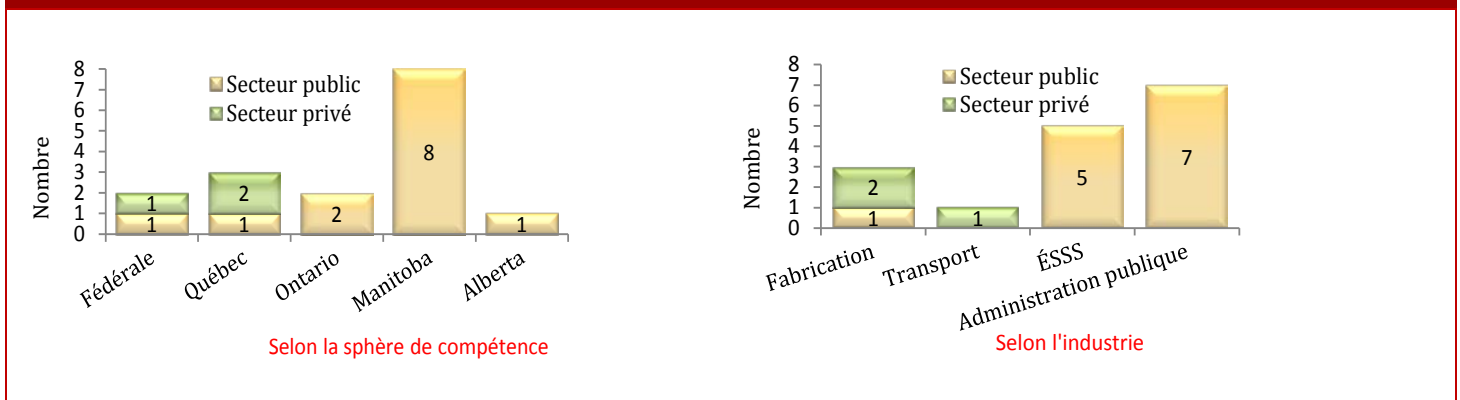 8
7
6
5
4
3
2
1
0
Nombre
Secteur public
Secteur privé
1
1
2
1
2
8
1
Fédérale
Québec
Ontario
Manitoba
Alberta
Selon la sphère de compétence
8
7
6
5
4
3
2
1
0
Nombre
Secteur public
Secteur privé
2
1
1
5
7
Fabrication
Transport
ÉSSS
Administration publique
Selon l'industrie